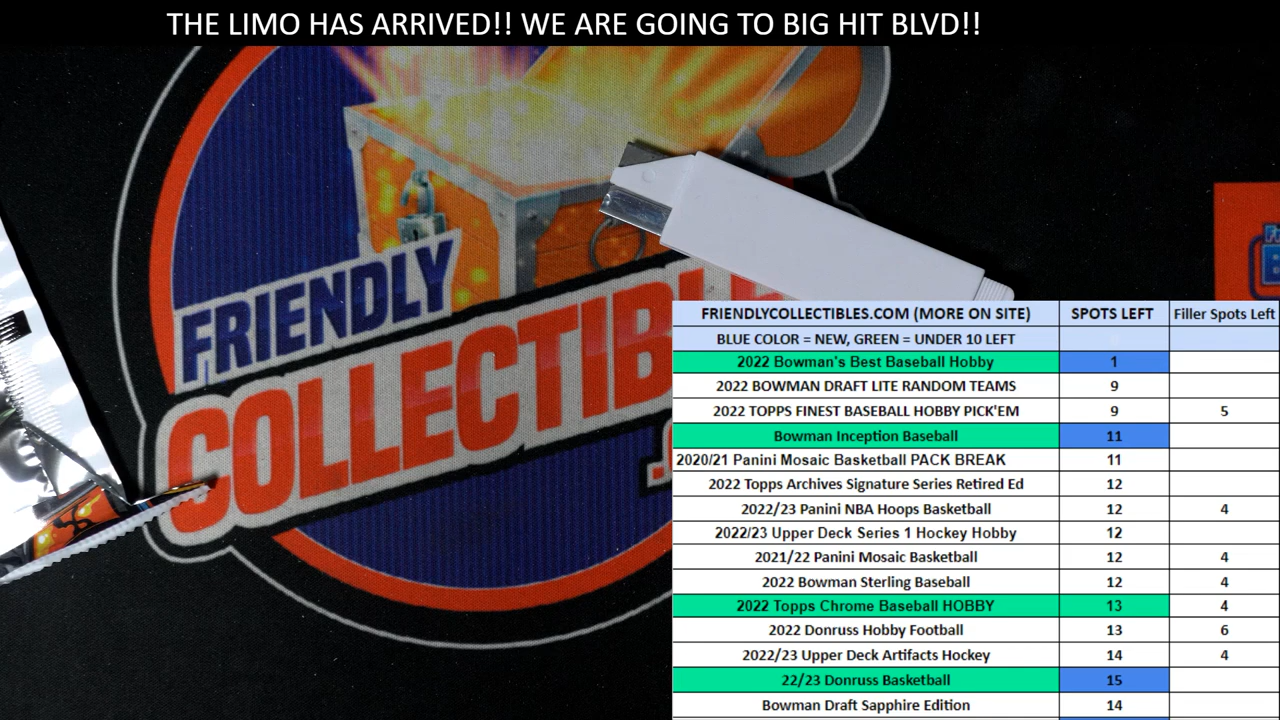 THE LIMO HAS ARRIVED!! WE ARE GOING TO BIG HIT BLVD!!
FRIENDLY
COLLECTIB
FRIENDLYCOLLECTIBLES.COM (MORE ON SITE) SPOTS LEFT Filler Spots Left
BLUE COLOR = NEW, GREEN = UNDER 10 LEFT
2022 Bowman's Best Baseball Hobby 1
2022 BOWMAN DRAFT LITE RANDOM TEAMS 9
2022 TOPPS FINEST BASEBALL HOBBY PICK'EM 9 5
Bowman Inception Baseball 11
2020/21 Panini Mosaic Basketball PACK BREAK 11
2022 Topps Archives Signature Series Retired Ed 12
2022/23 Panini NBA Hoops Basketball 12 4
2022/23 Upper Deck Series 1 Hockey Hobby 12
2021/22 Panini Mosaic Basketball 12 4
2022 Bowman Sterling Baseball 12 4
2022 Topps Chrome Baseball HOBBY 13 4
2022 Donruss Hobby Football 13 6
2022/23 Upper Deck Artifacts Hockey 14 4
22/23 Donruss Basketball 15
Bowman Draft Sapphire Edition 14